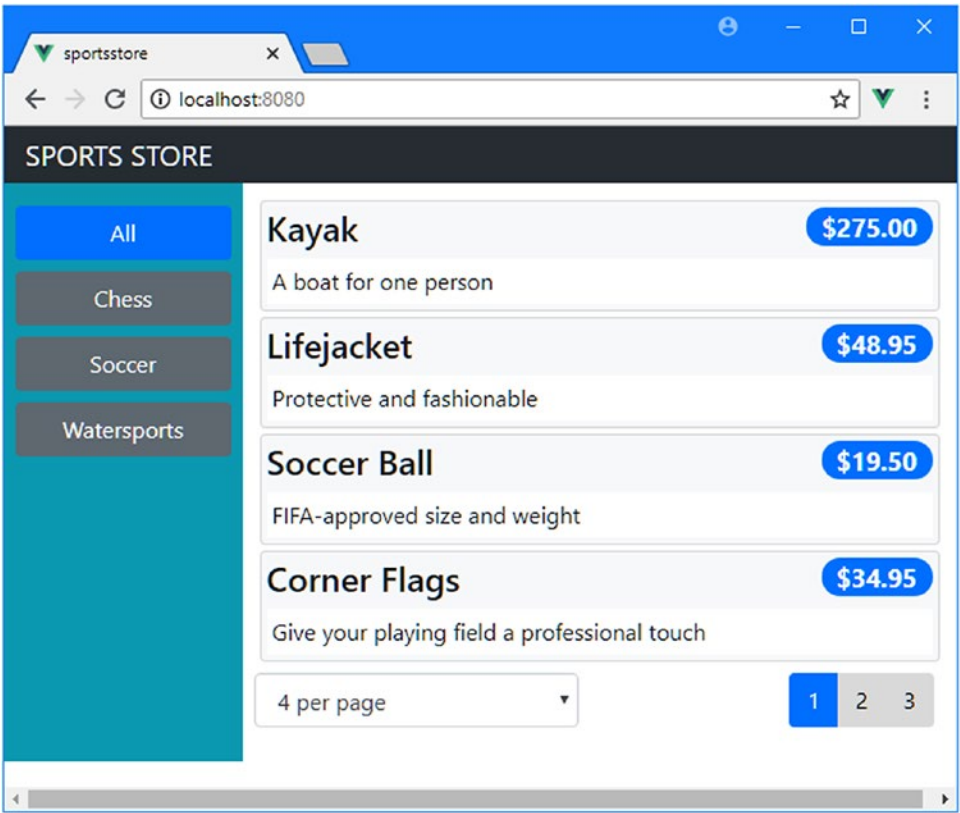 sportsstore
localhost:8080
SPORTS STORE
All
Chess
Soccer
Watersports
Kayak
$275.00
A boat for one person
Lifejacket
$48.95
Protective and fashionable
Soccer Ball
$19.50
FIFA-approved size and weight
Corner Flags
$34.95
Give your playing field a professional touch
4 per page
1 2 3